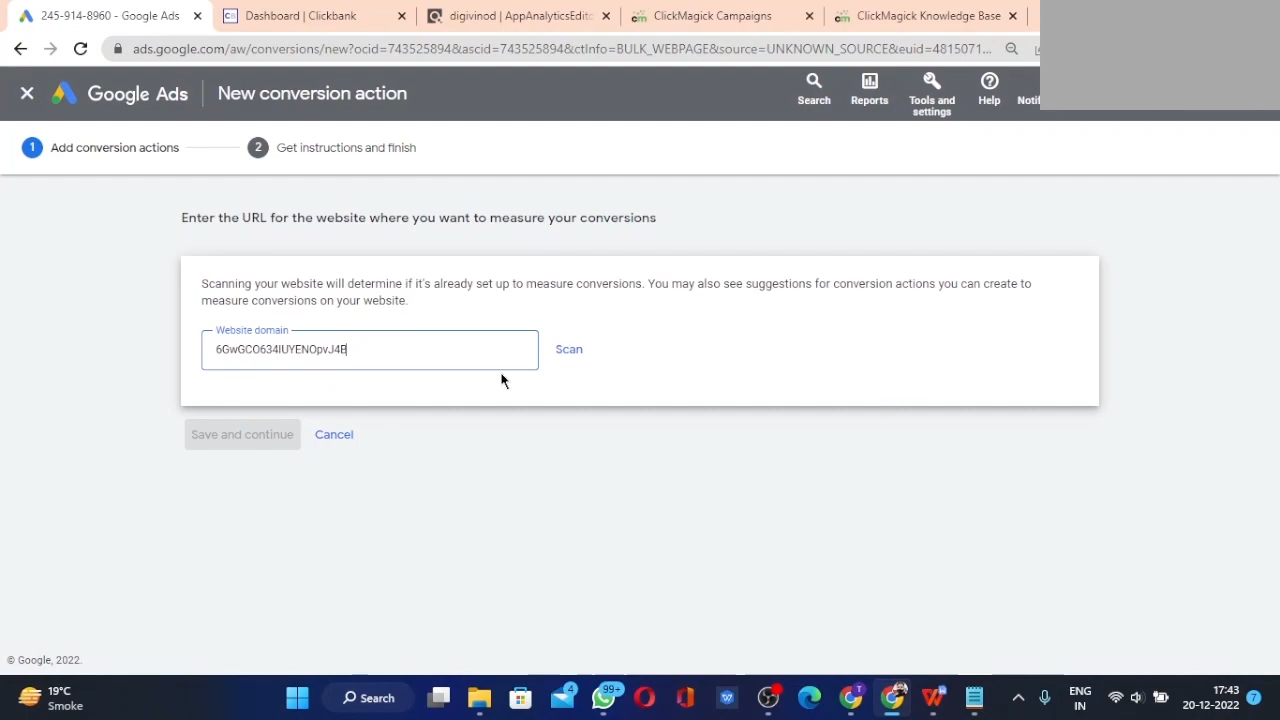 245-914-8960 - Google Ads
Dashboard | Clickbank
digivinod | AppAnalyticsEdito
ClickMagick Campaigns
ClickMagick Knowledge Base
ads.google.com/aw/conversions/new?ocid=743525894&ascid=743525894&ctInfo=BULK_WEBPAGE&source=UNKNOWN_SOURCE&euid=4815071...
Google Ads
New conversion action
Search
Reports
Tools and
settings
Help
Notif
1 Add conversion actions
2 Get instructions and finish
Enter the URL for the website where you want to measure your conversions
Scanning your website will determine if it's already set up to measure conversions. You may also see suggestions for conversion actions you can create to
measure conversions on your website.
Website domain
6GwGCO634IUYENOpvJ4B
Scan
Save and continue
Cancel
© Google, 2022.
19°C
Smoke
Search
4
99+
ENG
IN
17:43
20-12-2022
7